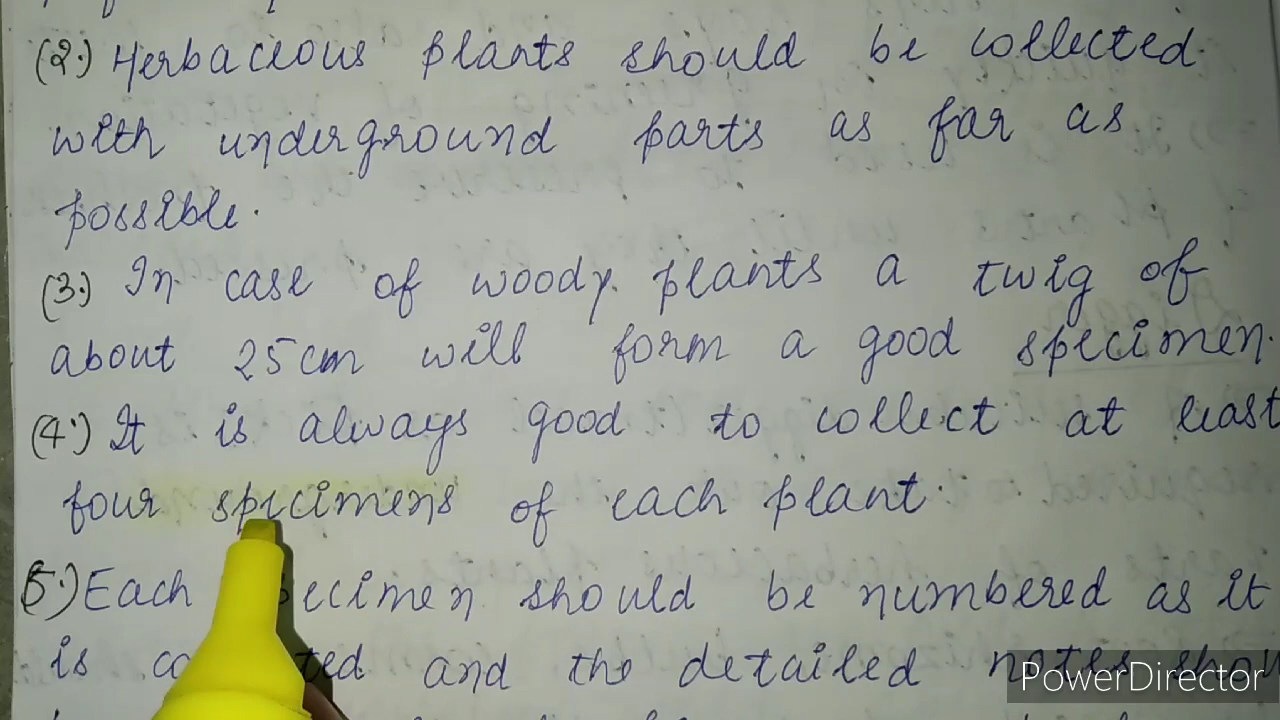 (2.) Herbaceous plants should be collected
with underground parts as far as
possible.
(3.) In case of woody plants a twig of
about 25cm will form a good specimen.
(4.) It is always good to collect at least
four specimens of each plant.
5.) Each specimen should be numbered as it
is and the detailed notes
PowerDirector